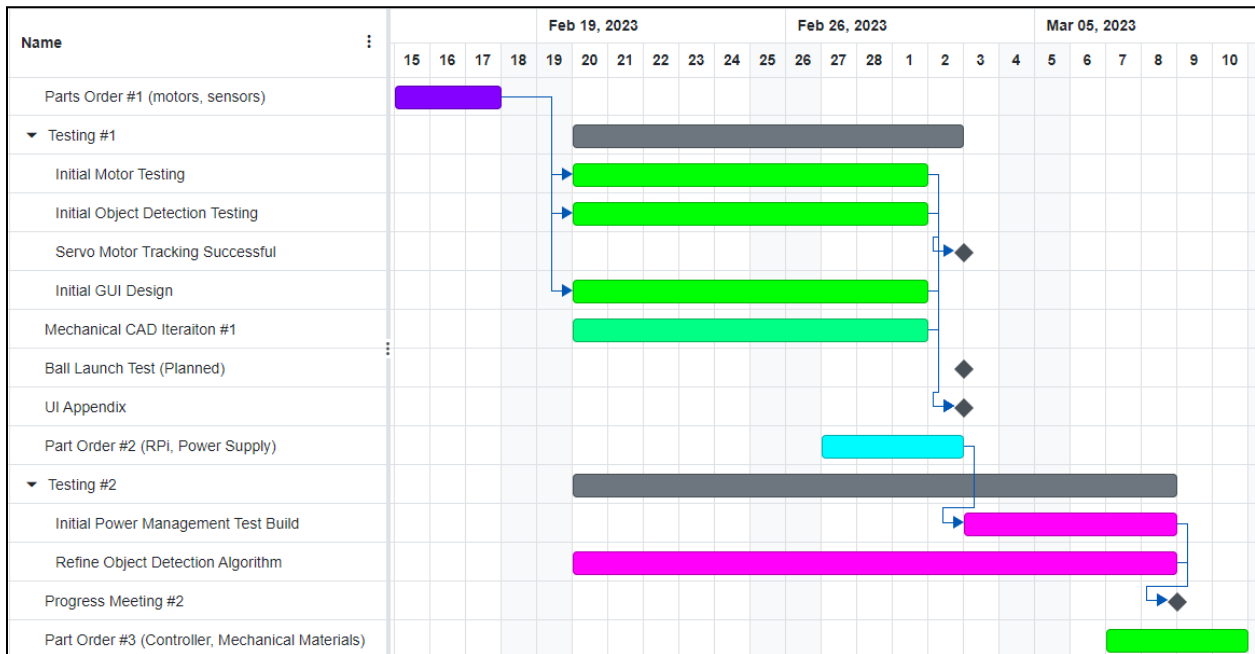 Name
Feb 19, 2023 Feb 26, 2023 Mar 05, 2023
15 16 17 18 19 20 21 22 23 24 25 26 27 28 1 2 3 4 5 6 7 8 9 10
Parts Order #1 (motors, sensors)
Testing #1
Initial Motor Testing
Initial Object Detection Testing
Servo Motor Tracking Successful
Initial GUI Design
Mechanical CAD Iteraiton #1
Ball Launch Test (Planned)
UI Appendix
Part Order #2 (RPi, Power Supply)
Testing #2
Initial Power Management Test Build
Refine Object Detection Algorithm
Progress Meeting #2
Part Order #3 (Controller, Mechanical Materials)